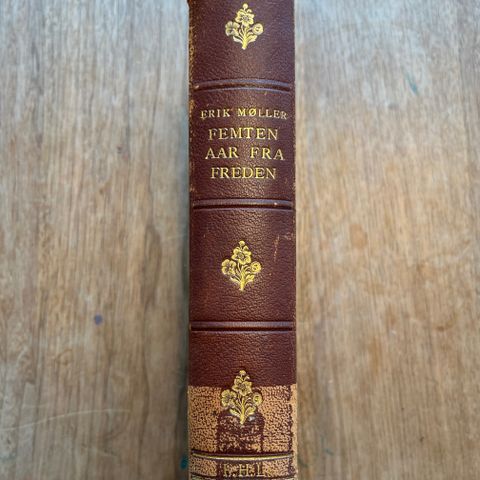 ERIK MØLLER
FEMTEN
AAR FRA
FREDEN